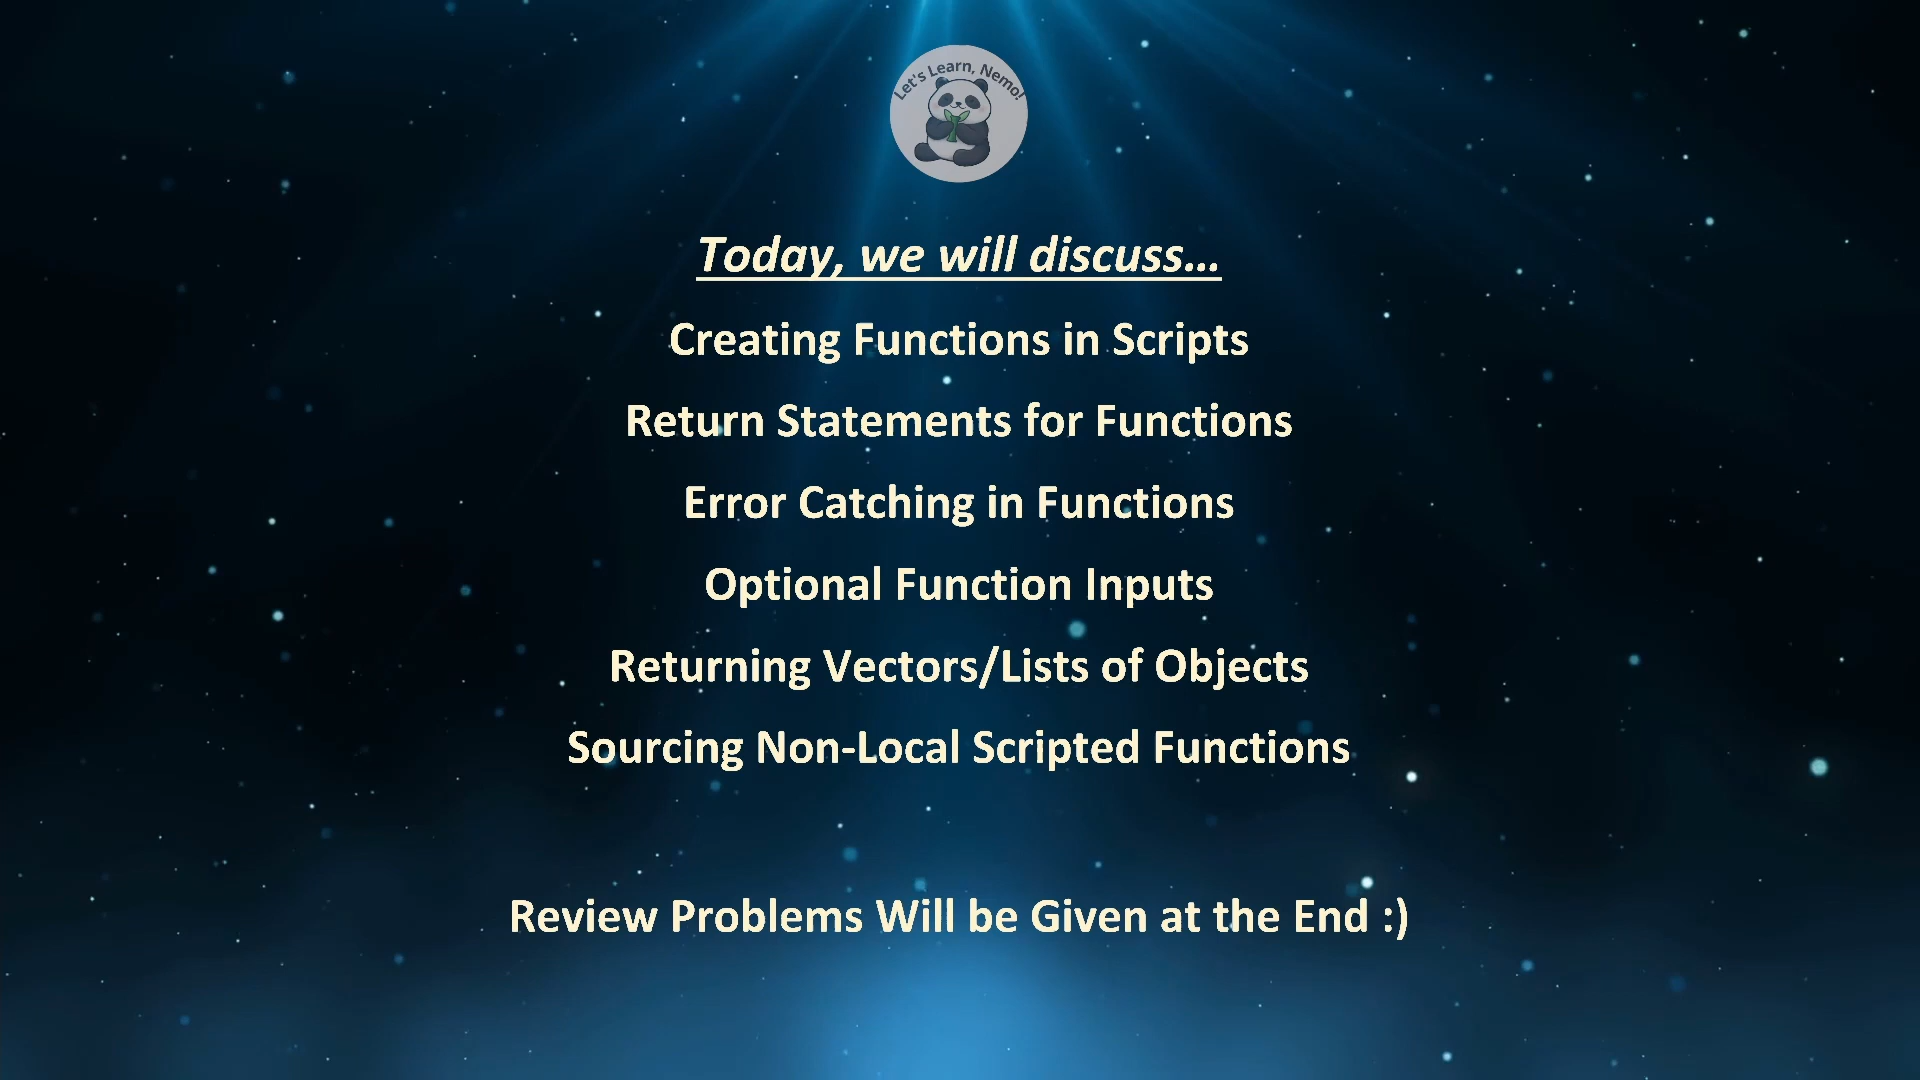 Let's Learn, Nemo!
Today, we will discuss...
Creating Functions in Scripts
Return Statements for Functions
Error Catching in Functions
Optional Function Inputs
Returning Vectors/Lists of Objects
Sourcing Non-Local Scripted Functions
Review Problems Will be Given at the End :)